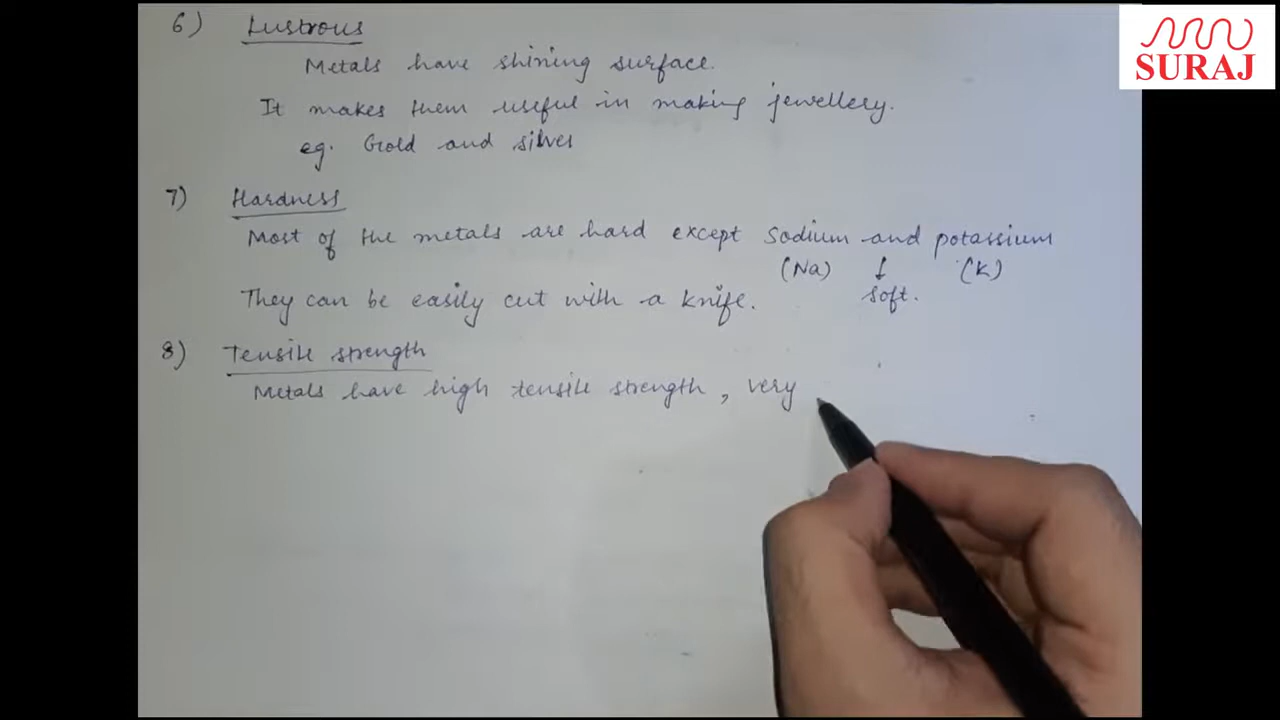 SURAJ
6) Lustrous
Metals have shining surface.
It makes them useful in making jewellery.
eg. Gold and silver
7) Hardness
Most of the metals are hard except Sodium and potassium
(Na) ↓ (K)
They can be easily cut with a knife. soft.
8) Tensile strength
Metals have high tensile strength, very